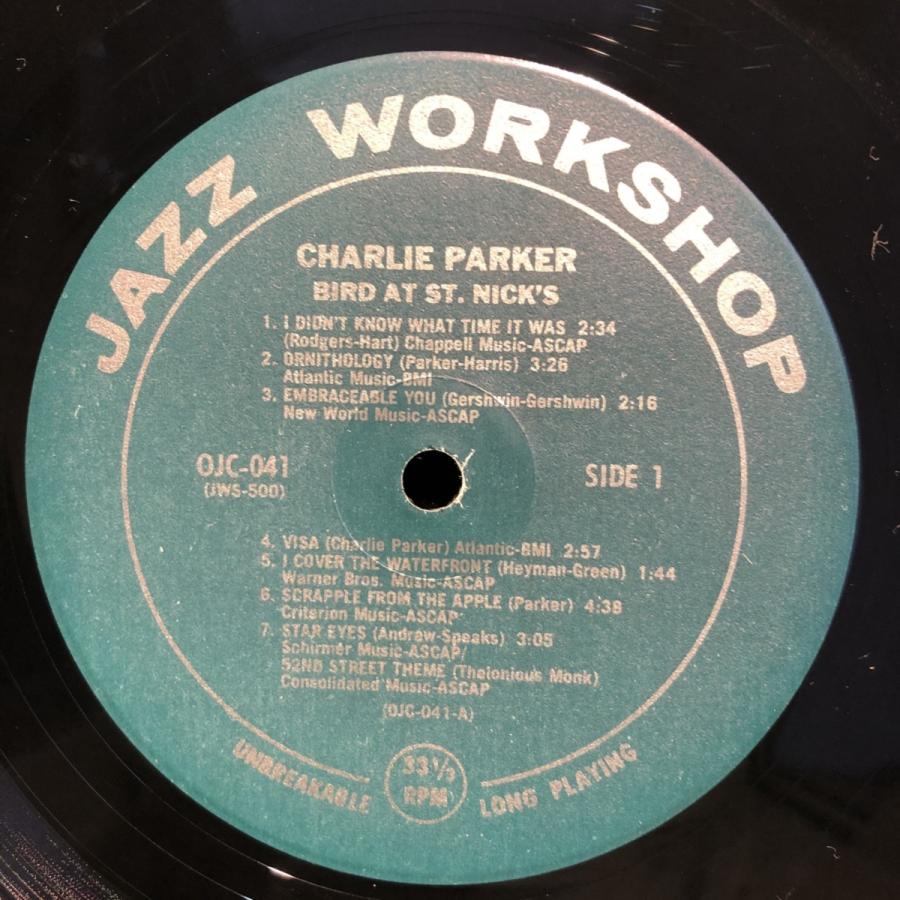 JAZZ WORKSHOP
CHARLIE PARKER
BIRD AT ST. NICK'S
1. I DIDN'T KNOW WHAT TIME IT WAS 2:34
(Rodgers-Hart) Chappell Music-ASCAP
2. ORNITHOLOGY (Parker-Harris) 3:26
Atlantic Music-BMI
3. EMBRACEABLE YOU (Gershwin-Gershwin) 2:16
New World Music-ASCAP
OJC-041
(JWS-500)
SIDE 1
4. VISA (Charlie Parker) Atlantic-BMI 2:57
5. I COVER THE WATERFRONT (Heyman-Green) 1:44
Warner Bros. Music-ASCAP
6. SCRAPPLE FROM THE APPLE (Parker) 4:38
Criterion Music-ASCAP
7. STAR EYES (Andrew-Speaks) 3:05
Schirmer Music-ASCAP/
52ND STREET THEME (Thelonious Monk)
Consolidated Music-ASCAP
(OJC-041-A)
UNBREAKABLE
33⅓
RPM
LONG PLAYING